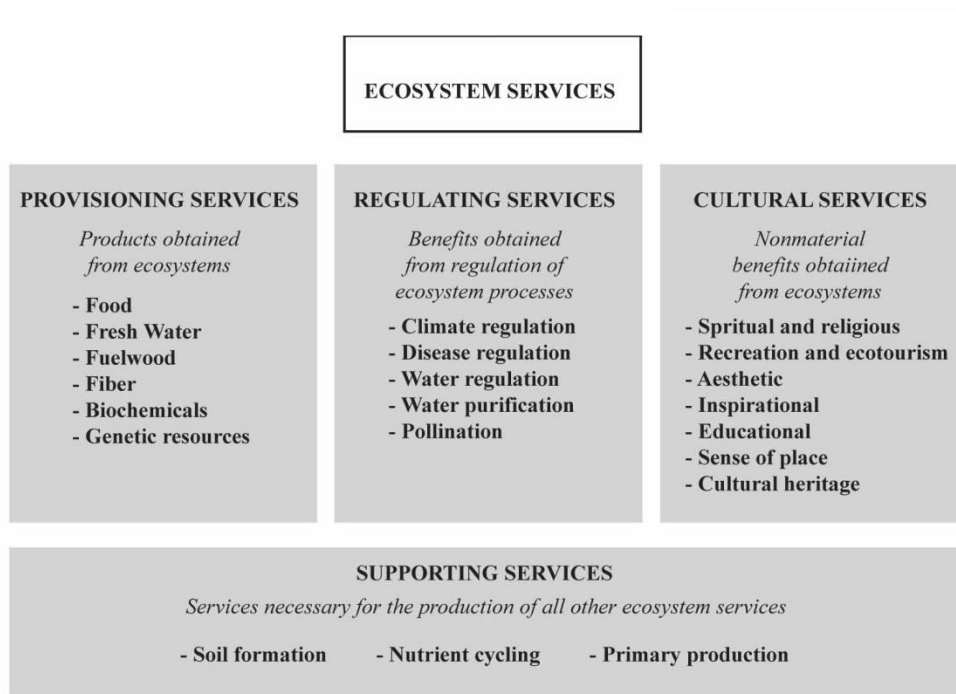 ECOSYSTEM SERVICES
PROVISIONING SERVICES
Products obtained
from ecosystems
- Food
- Fresh Water
- Fuelwood
- Fiber
- Biochemicals
- Genetic resources
REGULATING SERVICES
Benefits obtained
from regulation of
ecosystem processes
- Climate regulation
- Disease regulation
- Water regulation
- Water purification
- Pollination
CULTURAL SERVICES
Nonmaterial
benefits obtaiined
from ecosystems
- Spritual and religious
- Recreation and ecotourism
- Aesthetic
- Inspirational
- Educational
- Sense of place
- Cultural heritage
SUPPORTING SERVICES
Services necessary for the production of all other ecosystem services
- Soil formation - Nutrient cycling - Primary production